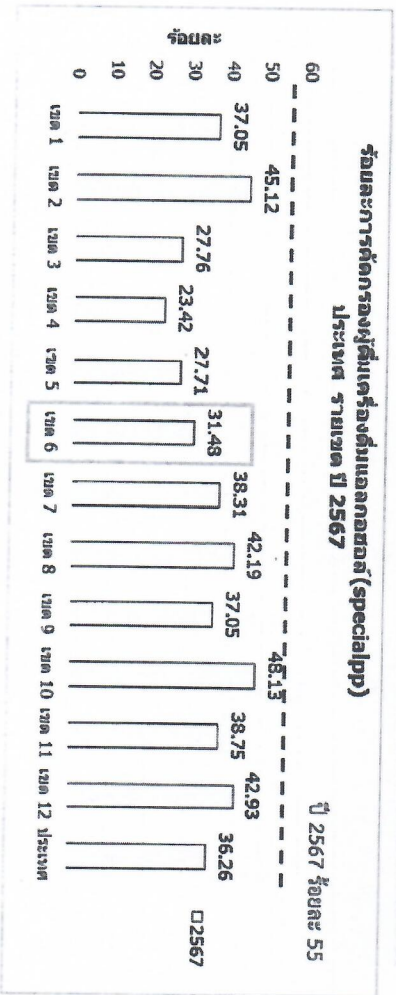 ร้อยละการคัดกรองผู้ดื่มเครื่องดื่มแอลกอฮอล์(specialpp)
ประเทศ รายเขต ปี 2567
ปี 2567 ร้อยละ 55
ร้อยละ
60
50
40
30
20
10
0
37.05
45.12
27.76
23.42
27.71
31.48
38.31
42.19
37.05
48.13
38.75
42.93
36.26
เขต 1
เขต 2
เขต 3
เขต 4
เขต 5
เขต 6
เขต 7
เขต 8
เขต 9
เขต 10
เขต 11
เขต 12
ประเทศ
2567